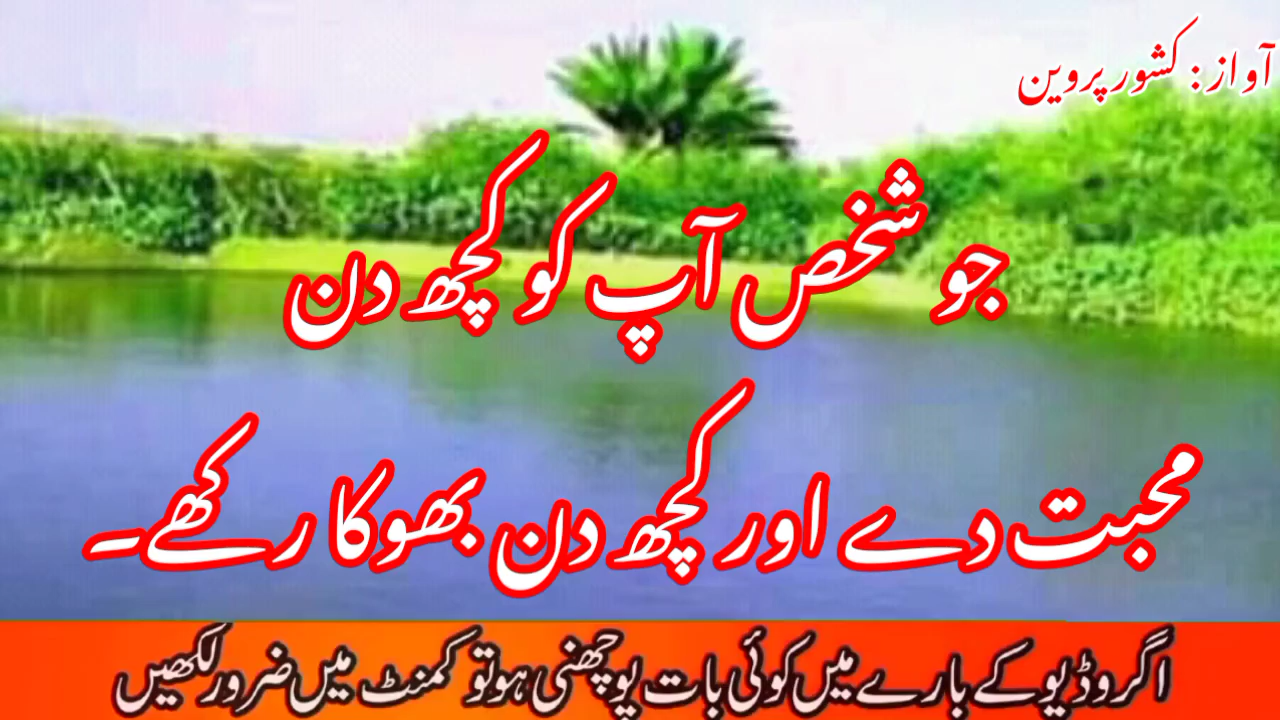 آواز: کشور پروین
جو شخص آپ کو کچھ دن
محبت دے اور کچھ دن بھوکا رکھے۔
اگر وڈیو کے بارے میں کوئی بات پوچھنی ہو تو کمنٹ میں ضرور لکھیں